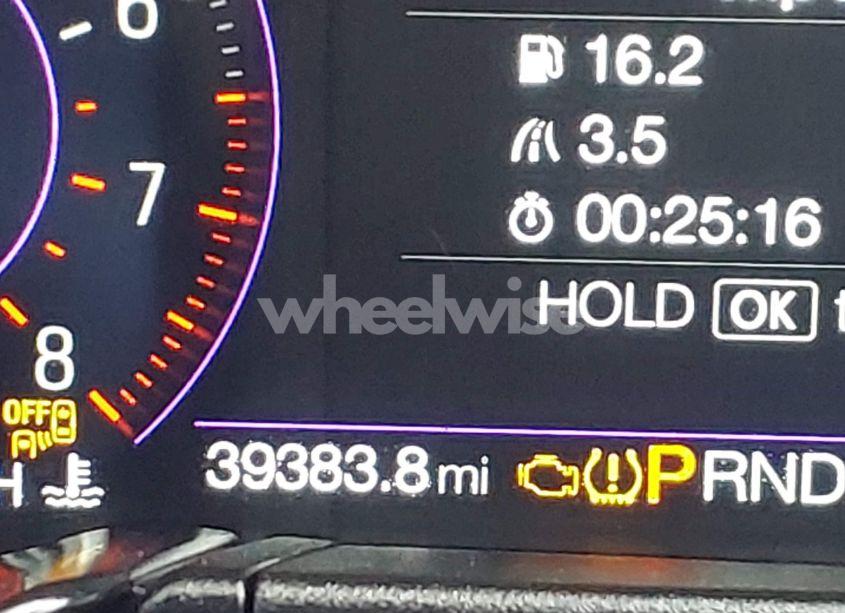 6
16.2
3.5
7
00:25:16
wheelwise
HOLD OK
8
OFF
A
H
39383.8 mi
PRND